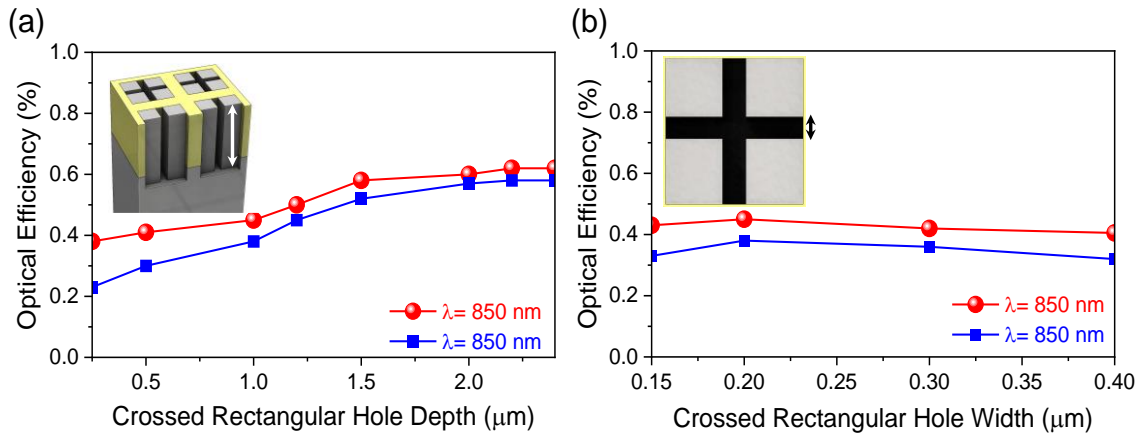 (a)
Optical Efficiency (%)
1.0
0.8
0.6
0.4
0.2
0.0
λ= 850 nm
λ= 850 nm
0.5 1.0 1.5 2.0
Crossed Rectangular Hole Depth (μm)
(b)
Optical Efficiency (%)
1.0
0.8
0.6
0.4
0.2
0.0
λ= 850 nm
λ= 850 nm
0.15 0.20 0.25 0.30 0.35 0.40
Crossed Rectangular Hole Width (μm)